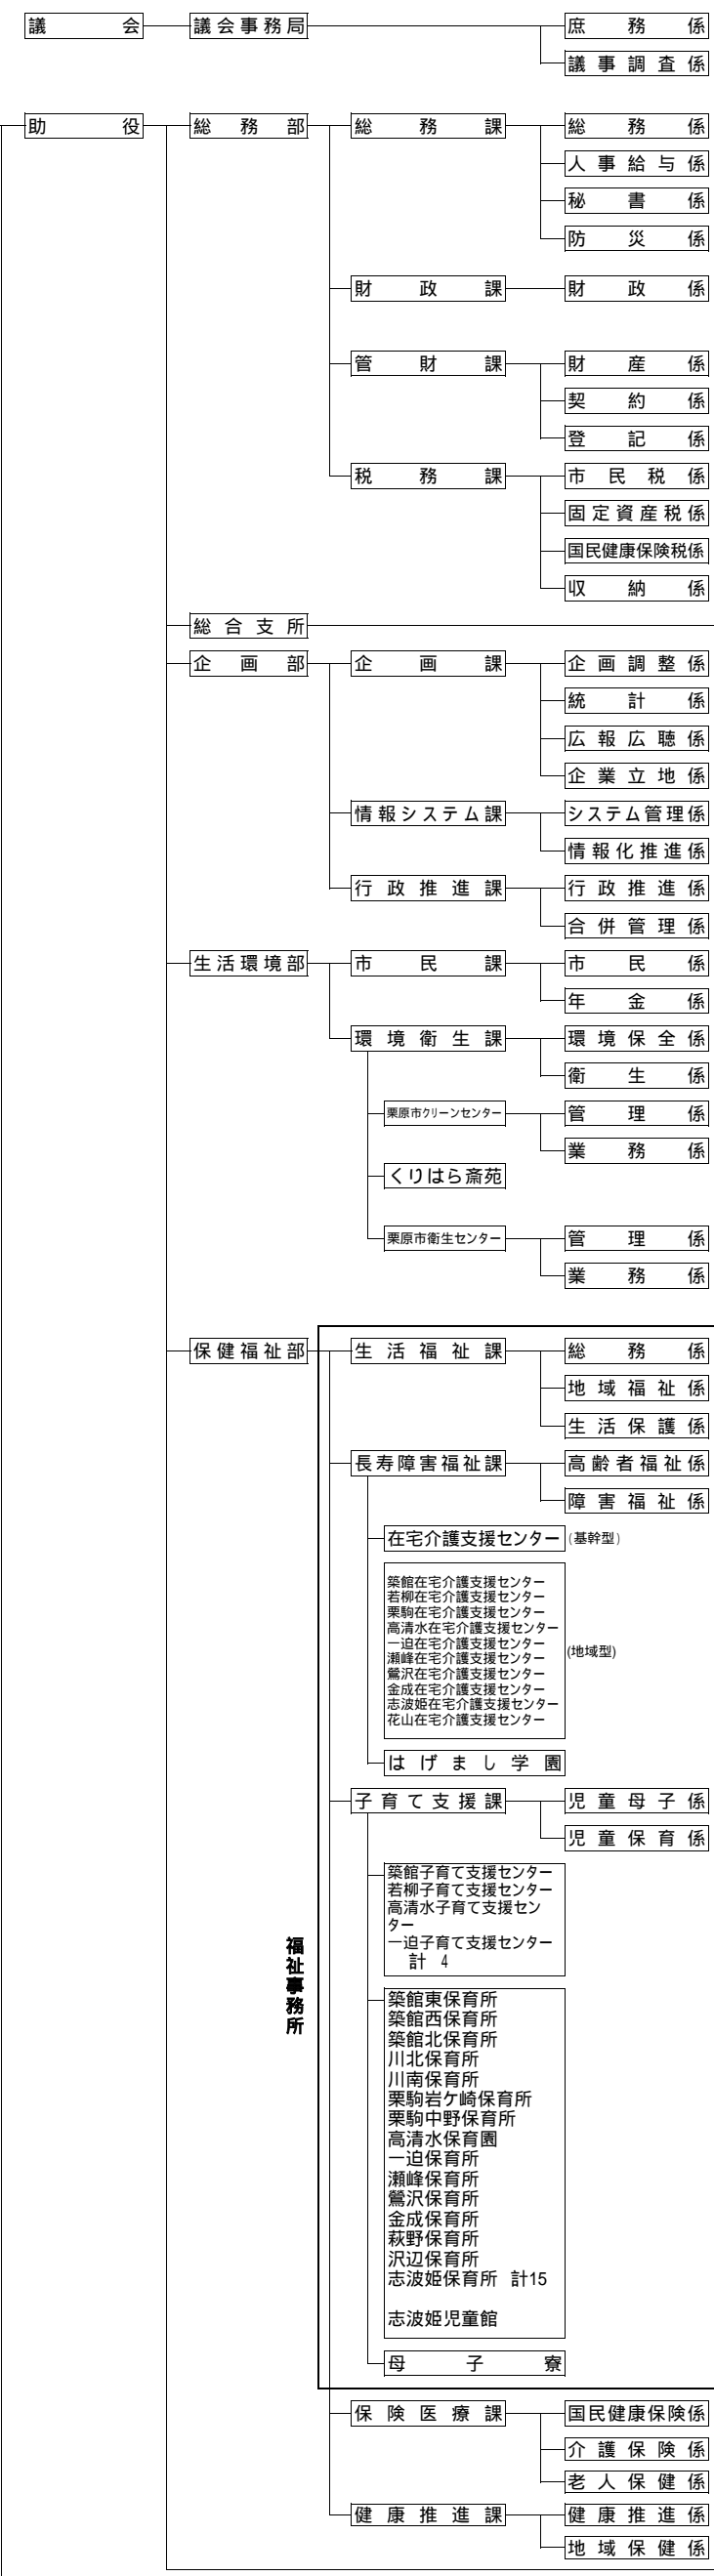 議会 議会事務局 庶務係
議事調査係
助役 総務部 総務課 総務係
人事給与係
秘書係
防災係
財政課 財政係
管財課 財産係
契約係
登記係
税務課 市民税係
固定資産税係
国民健康保険税係
収納係
総合支所
企画部 企画課 企画調整係
統計係
広報広聴係
企業立地係
情報システム課 システム管理係
情報化推進係
行政推進課 行政推進係
合併管理係
生活環境部 市民課 市民係
年金係
環境衛生課 環境保全係
衛生係
栗原市クリーンセンター 管理係
業務係
くりはら斎苑
栗原市衛生センター 管理係
業務係
保健福祉部 生活福祉課 総務係
地域福祉係
生活保護係
長寿障害福祉課 高齢者福祉係
障害福祉係
在宅介護支援センター (基幹型)
築館在宅介護支援センター
若柳在宅介護支援センター
栗駒在宅介護支援センター
高清水在宅介護支援センター
一迫在宅介護支援センター
瀬峰在宅介護支援センター
鶯沢在宅介護支援センター
金成在宅介護支援センター
志波姫在宅介護支援センター
花山在宅介護支援センター
(地域型)
はげまし学園
子育て支援課 児童母子係
児童保育係
築館子育て支援センター
若柳子育て支援センター
高清水子育て支援セン
ター
一迫子育て支援センター
計 4
福祉事務所
築館東保育所
築館西保育所
築館北保育所
川北保育所
川南保育所
栗駒岩ケ崎保育所
栗駒中野保育所
高清水保育園
一迫保育所
瀬峰保育所
鶯沢保育所
金成保育所
萩野保育所
沢辺保育所
志波姫保育所 計15
志波姫児童館
母子寮
保険医療課 国民健康保険係
介護保険係
老人保健係
健康推進課 健康推進係
地域保健係